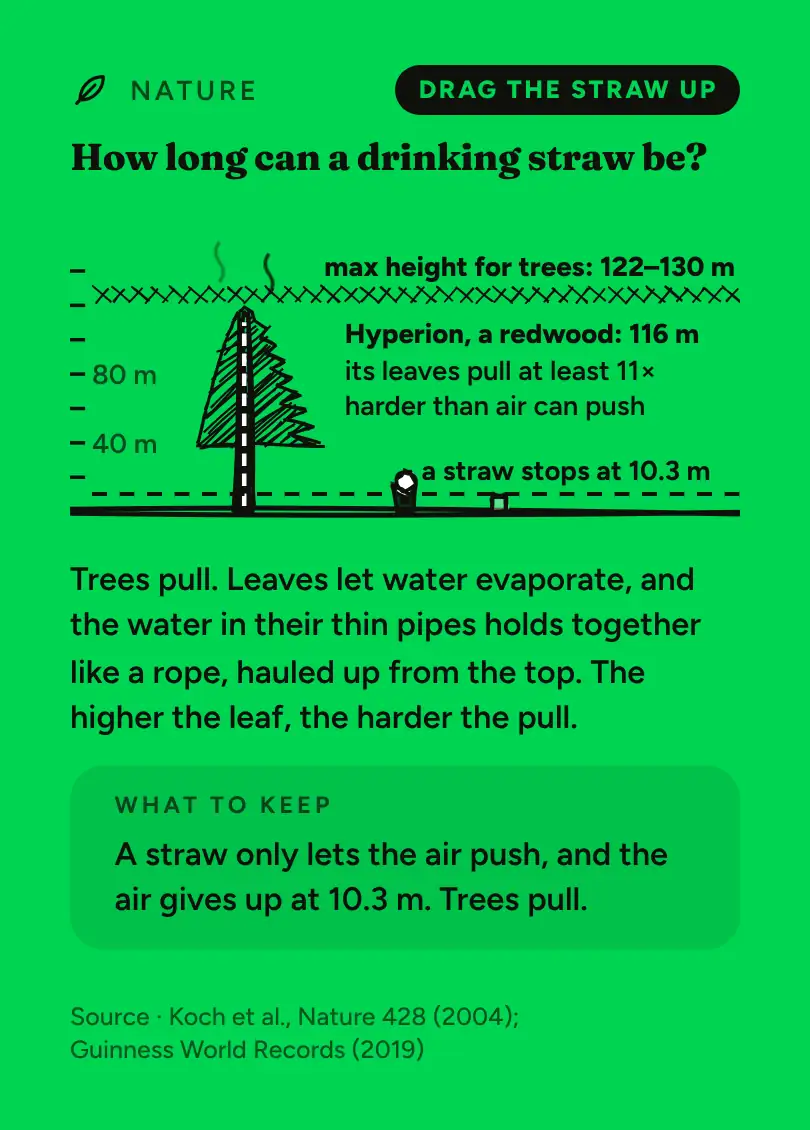 NATURE
DRAG THE STRAW UP
How long can a drinking straw be?
max height for trees: 122–130 m
Hyperion, a redwood: 116 m
its leaves pull at least 11×
harder than air can push
80 m
40 m
a straw stops at 10.3 m
Trees pull. Leaves let water evaporate, and
the water in their thin pipes holds together
like a rope, hauled up from the top. The
higher the leaf, the harder the pull.
WHAT TO KEEP
A straw only lets the air push, and the
air gives up at 10.3 m. Trees pull.
Source · Koch et al., Nature 428 (2004);
Guinness World Records (2019)